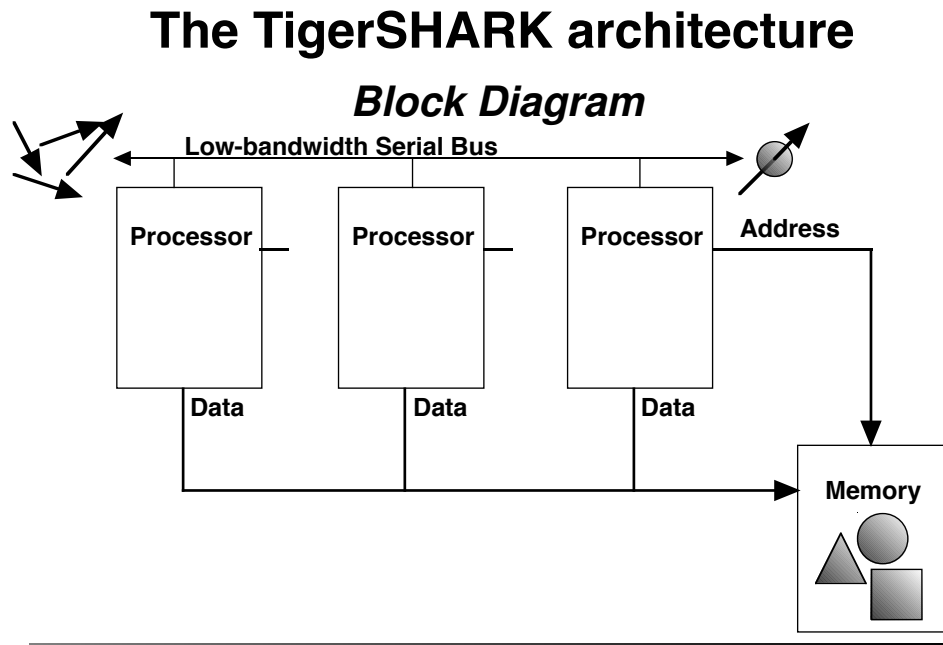 The TigerSHARK architecture
Block Diagram
Low-bandwidth Serial Bus
Processor
Processor
Processor
Address
Data
Data
Data
Memory